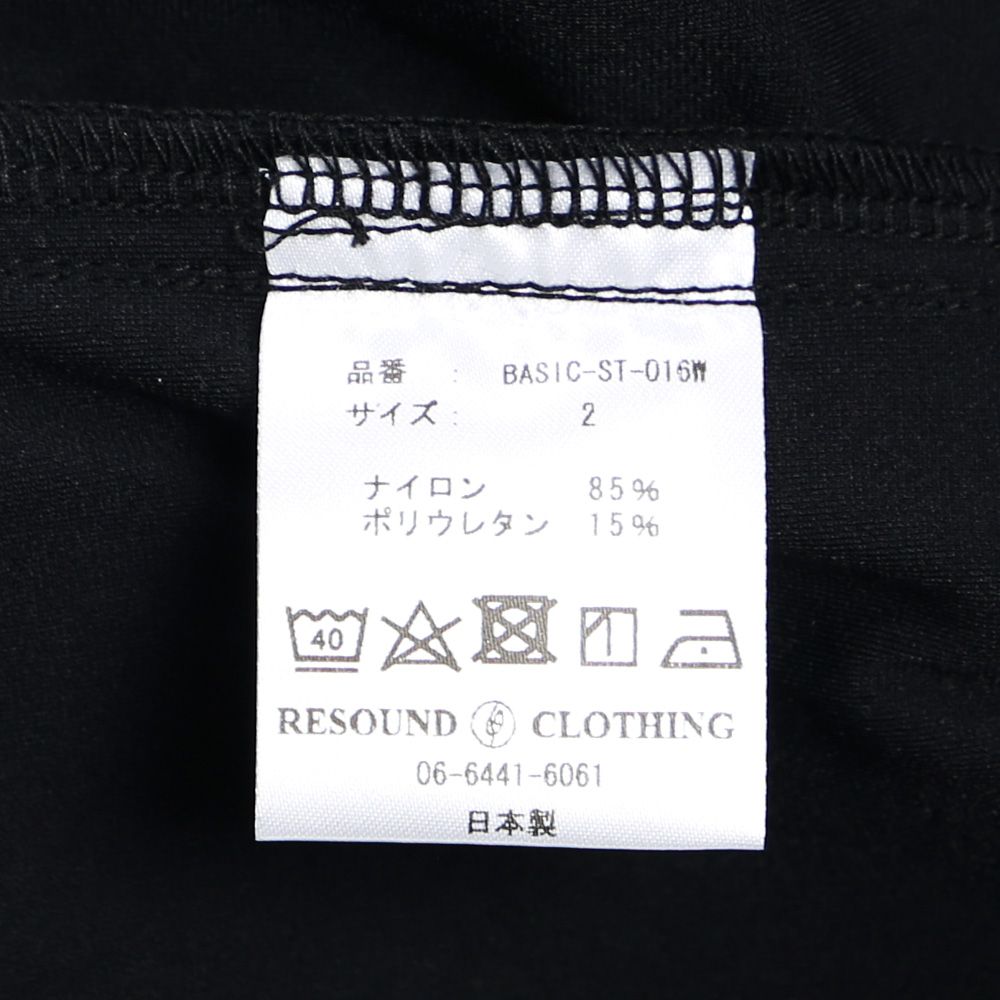 品番 : BASIC-ST-016W
サイズ: 2
ナイロン 85%
ポリウレタン 15%
40
RESOUND CLOTHING
06-6441-6061
日本製